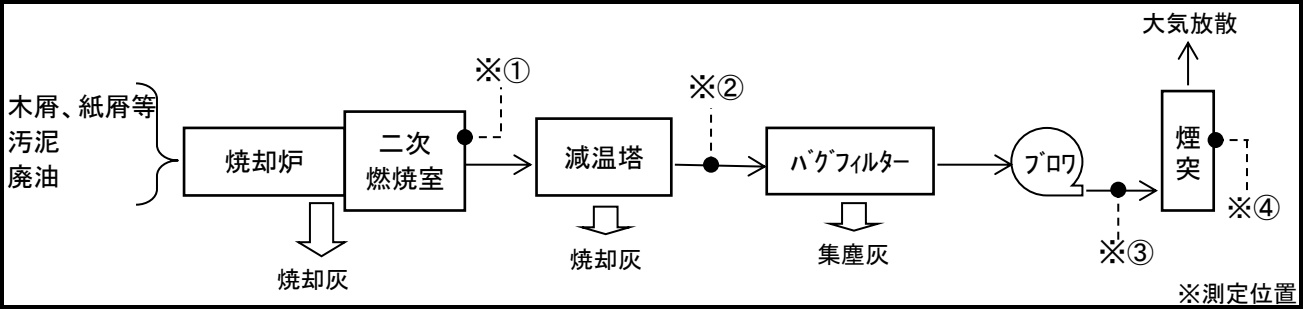 大気放散
※①
※②
木屑、紙屑等
汚泥
廃油
焼却炉
二次
燃焼室
減温塔
ﾊﾞｸﾞﾌｨﾙﾀｰ
ﾌﾞﾛﾜ
煙
突
※③
※④
焼却灰
焼却灰
集塵灰
※測定位置